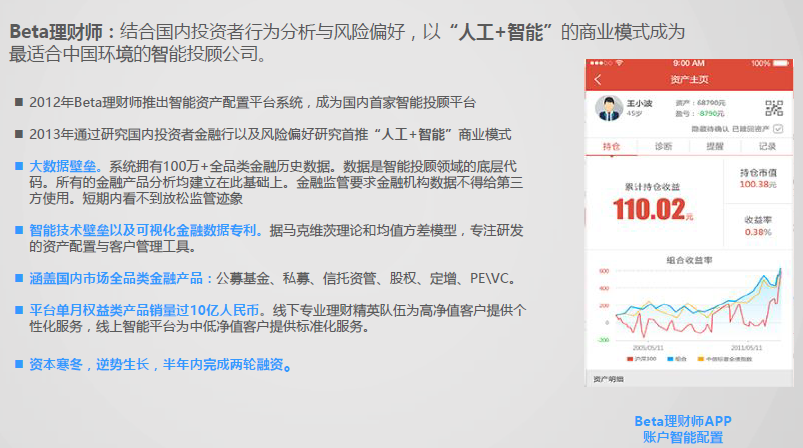 Beta理财师：结合国内投资者行为分析与风险偏好，以“人工+智能”的商业模式成为
最适合中国环境的智能投顾公司。
■ 2012年Beta理财师推出智能资产配置平台系统，成为国内首家智能投顾平台
■ 2013年通过研究国内投资者金融行以及风险偏好研究首推“人工+智能”商业模式
■ 大数据壁垒。系统拥有100万+全品类金融历史数据。数据是智能投顾领域的底层代
码。所有的金融产品分析均建立在此基础上。金融监管要求金融机构数据不得给第三
方使用。短期内看不到放松监管迹象
■ 智能技术壁垒以及可视化金融数据专利。据马克维茨理论和均值方差模型，专注研发
的资产配置与客户管理工具。
■ 涵盖国内市场全品类金融产品：公募基金、私募、信托资管、股权、定增、PE\VC。
■ 平台单月权益类产品销量过10亿人民币。线下专业理财精英队伍为高净值客户提供个
性化服务，线上智能平台为中低净值客户提供标准化服务。
■ 资本寒冬，逆势生长，半年内完成两轮融资。
9:00 AM 100%
资产主页
王小波 资产：68790元
45岁 盈亏：-8790元
隐藏待确认 已赎回资产
持仓 诊断 提醒 记录
累计持仓收益
110.02元
持仓市值
100.38元
收益率
0.38%
组合收益率
600
400
200
0
-200
2005/05/11 2011/05/11
沪深300 组合 中债标普全债指数
资产明细
Beta理财师APP
账户智能配置